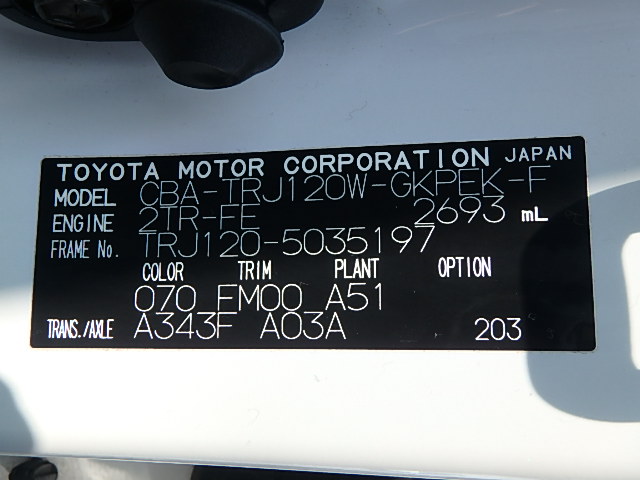 TOYOTA MOTOR CORPORATION JAPAN
MODEL CBA-TRJ120W-GKPEK-F
ENGINE 2TR-FE 2693 mL
FRAME No. TRJ120-5035197
COLOR TRIM PLANT OPTION
070 FM00 A51
TRANS./AXLE A343F A03A 203